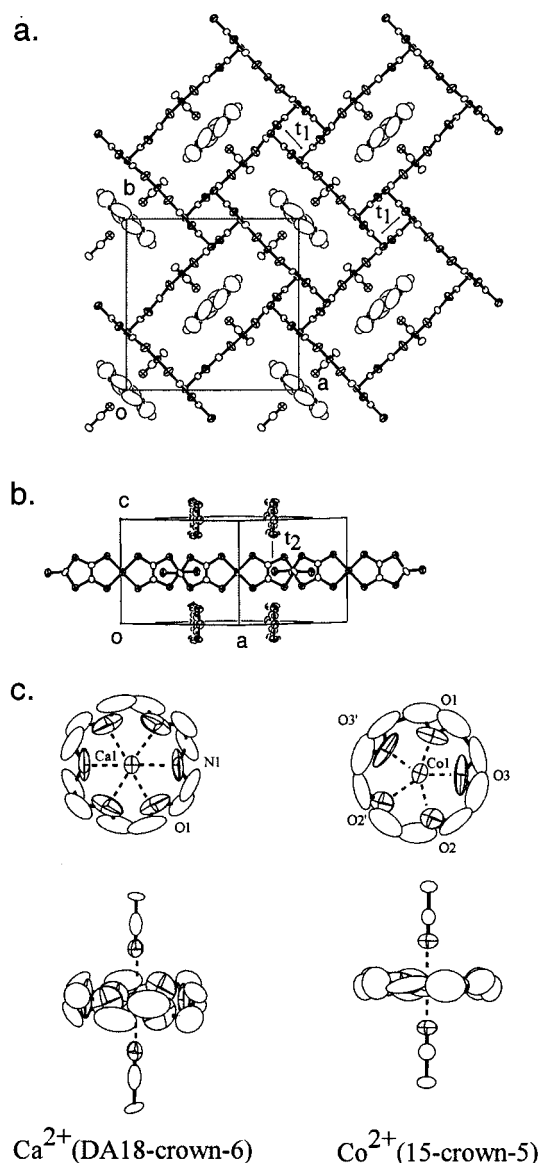 a.
t1
b
t1
a
o
b.
c
t2
o
a
c.
Ca1 N1 O1
O1 O3' Co1 O3 O2' O2
Ca2+(DA18-crown-6) Co2+(15-crown-5)